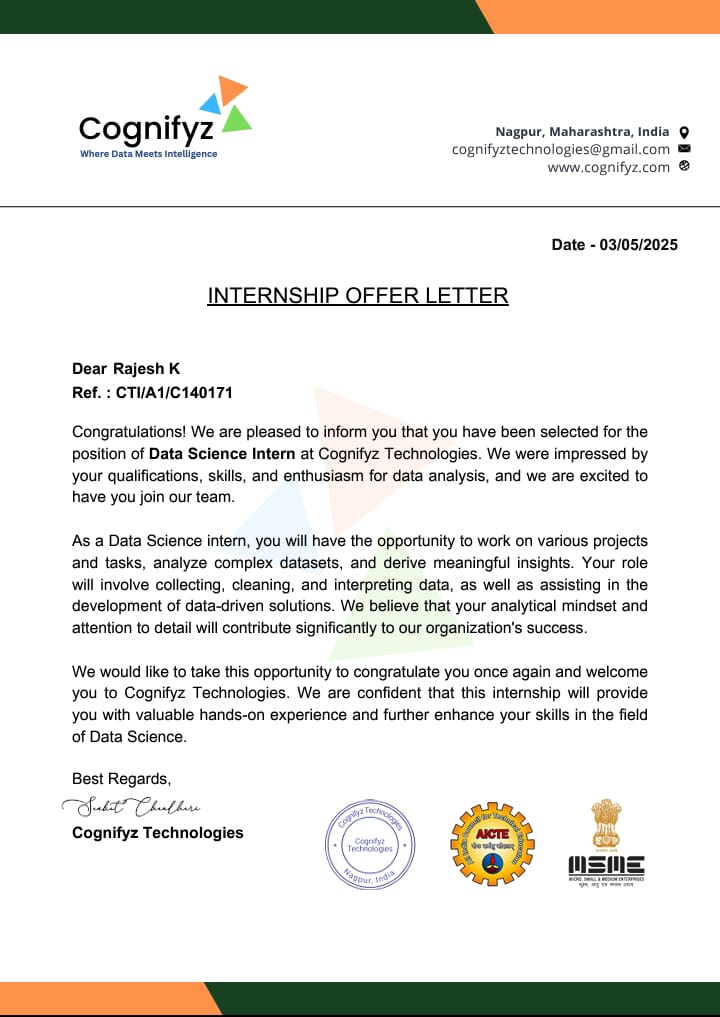 Cognifyz
Where Data Meets Intelligence
Nagpur, Maharashtra, India
cognifyztechnologies@gmail.com
www.cognifyz.com
Date - 03/05/2025
INTERNSHIP OFFER LETTER
Dear Rajesh K
Ref. : CTI/A1/C140171
Congratulations! We are pleased to inform you that you have been selected for the
position of Data Science Intern at Cognifyz Technologies. We were impressed by
your qualifications, skills, and enthusiasm for data analysis, and we are excited to
have you join our team.
As a Data Science intern, you will have the opportunity to work on various projects
and tasks, analyze complex datasets, and derive meaningful insights. Your role
will involve collecting, cleaning, and interpreting data, as well as assisting in the
development of data-driven solutions. We believe that your analytical mindset and
attention to detail will contribute significantly to our organization's success.
We would like to take this opportunity to congratulate you once again and welcome
you to Cognifyz Technologies. We are confident that this internship will provide
you with valuable hands-on experience and further enhance your skills in the field
of Data Science.
Best Regards,
Cognifyz Technologies
Cognifyz Technologies
Cognifyz
Technologies
Nagpur, India
All India Council for Technical Education
AICTE
MSME
MICRO, SMALL & MEDIUM ENTERPRISES
सूक्ष्म, लघु एवं मध्यम उद्यम